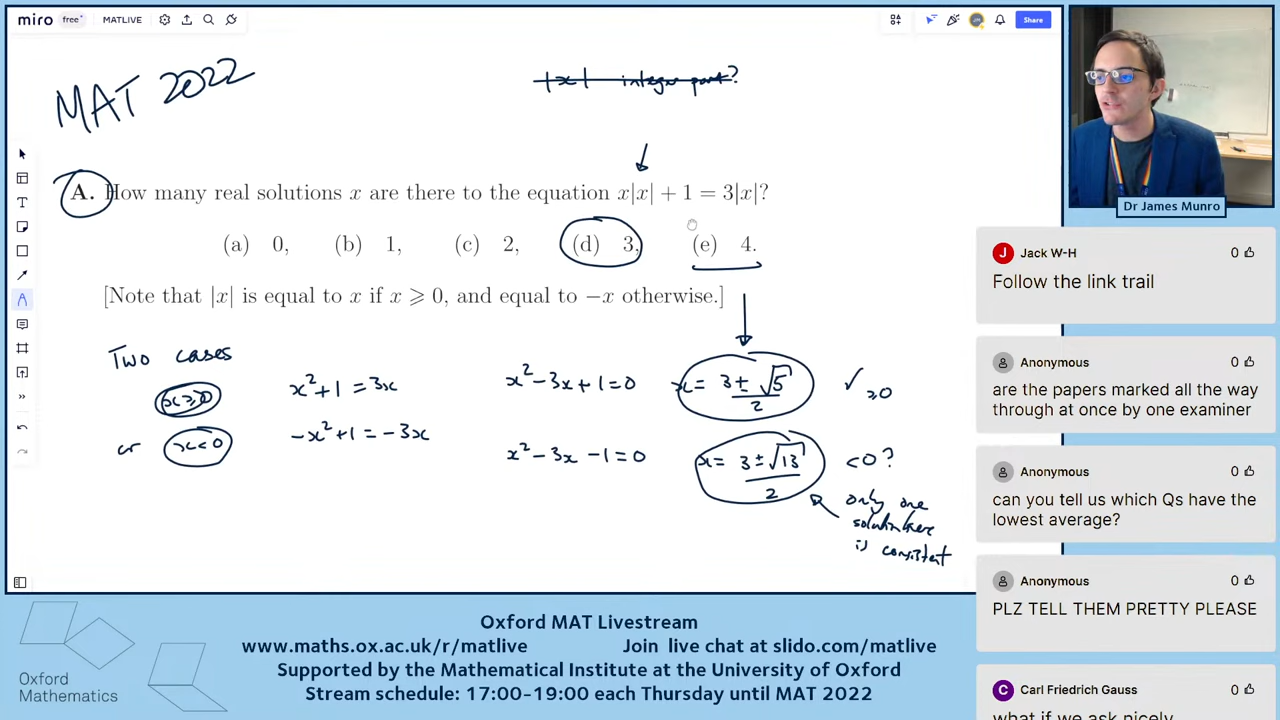 miro free MATLIVE Share
MAT 2022
|x| integer part?
A. How many real solutions x are there to the equation x|x| + 1 = 3|x|?
(a) 0, (b) 1, (c) 2, (d) 3, (e) 4.
[Note that |x| is equal to x if x ⩾ 0, and equal to −x otherwise.]
Two cases
x≥0 x²+1 = 3x x²-3x+1=0 x = 3±√5/2 ✓ ≥0
or x<0 -x²+1 = -3x x²-3x-1=0 x = 3±√13/2 <0?
only one
solution here
is consistent
Dr James Munro
Jack W-H 0
Follow the link trail
Anonymous 0
are the papers marked all the way
through at once by one examiner
Anonymous 0
can you tell us which Qs have the
lowest average?
Anonymous 0
PLZ TELL THEM PRETTY PLEASE
Carl Friedrich Gauss 0
what if we ask nicely
Oxford
Mathematics
Oxford MAT Livestream
www.maths.ox.ac.uk/r/matlive Join live chat at slido.com/matlive
Supported by the Mathematical Institute at the University of Oxford
Stream schedule: 17:00-19:00 each Thursday until MAT 2022